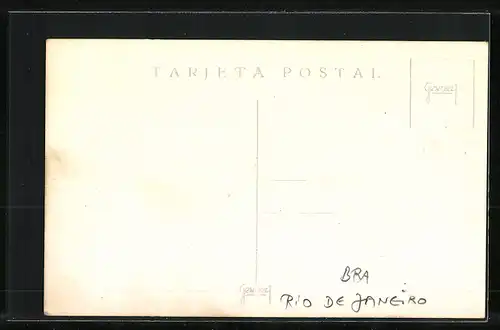 TARJETA POSTAL
BRA
RIO DE JANEIRO